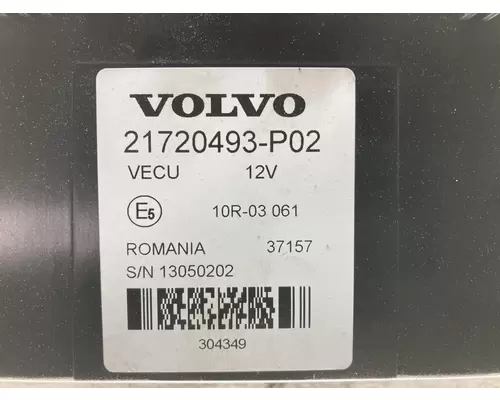 VOLVO
21720493-P02
VECU 12V
E5 10R-03 061
ROMANIA 37157
S/N 13050202
304349